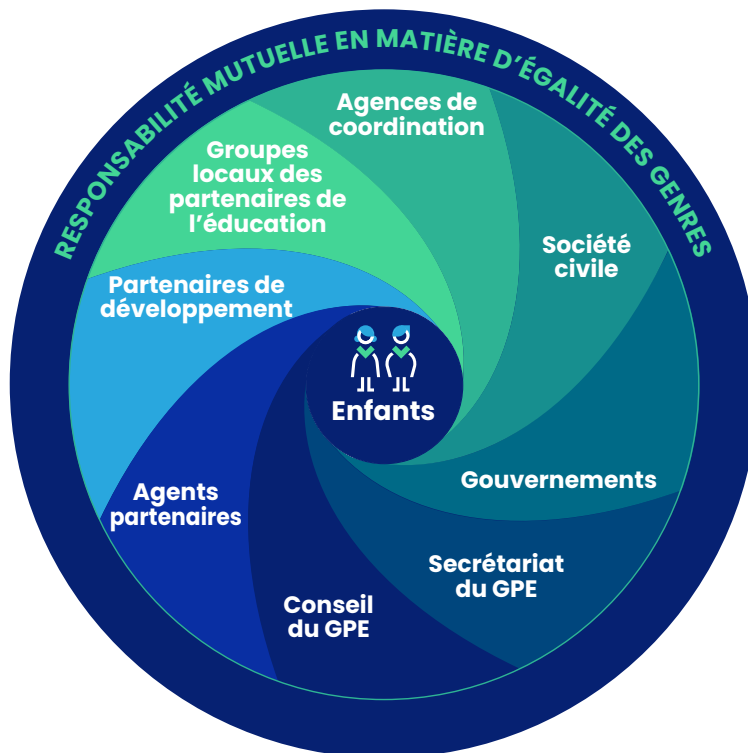 RESPONSABILITÉ MUTUELLE EN MATIÈRE D’ÉGALITÉ DES GENRES
Agences de
coordination
Groupes
locaux des
partenaires de
l’éducation
Société
civile
Partenaires de
développement
Enfants
Gouvernements
Agents
partenaires
Secrétariat
du GPE
Conseil
du GPE